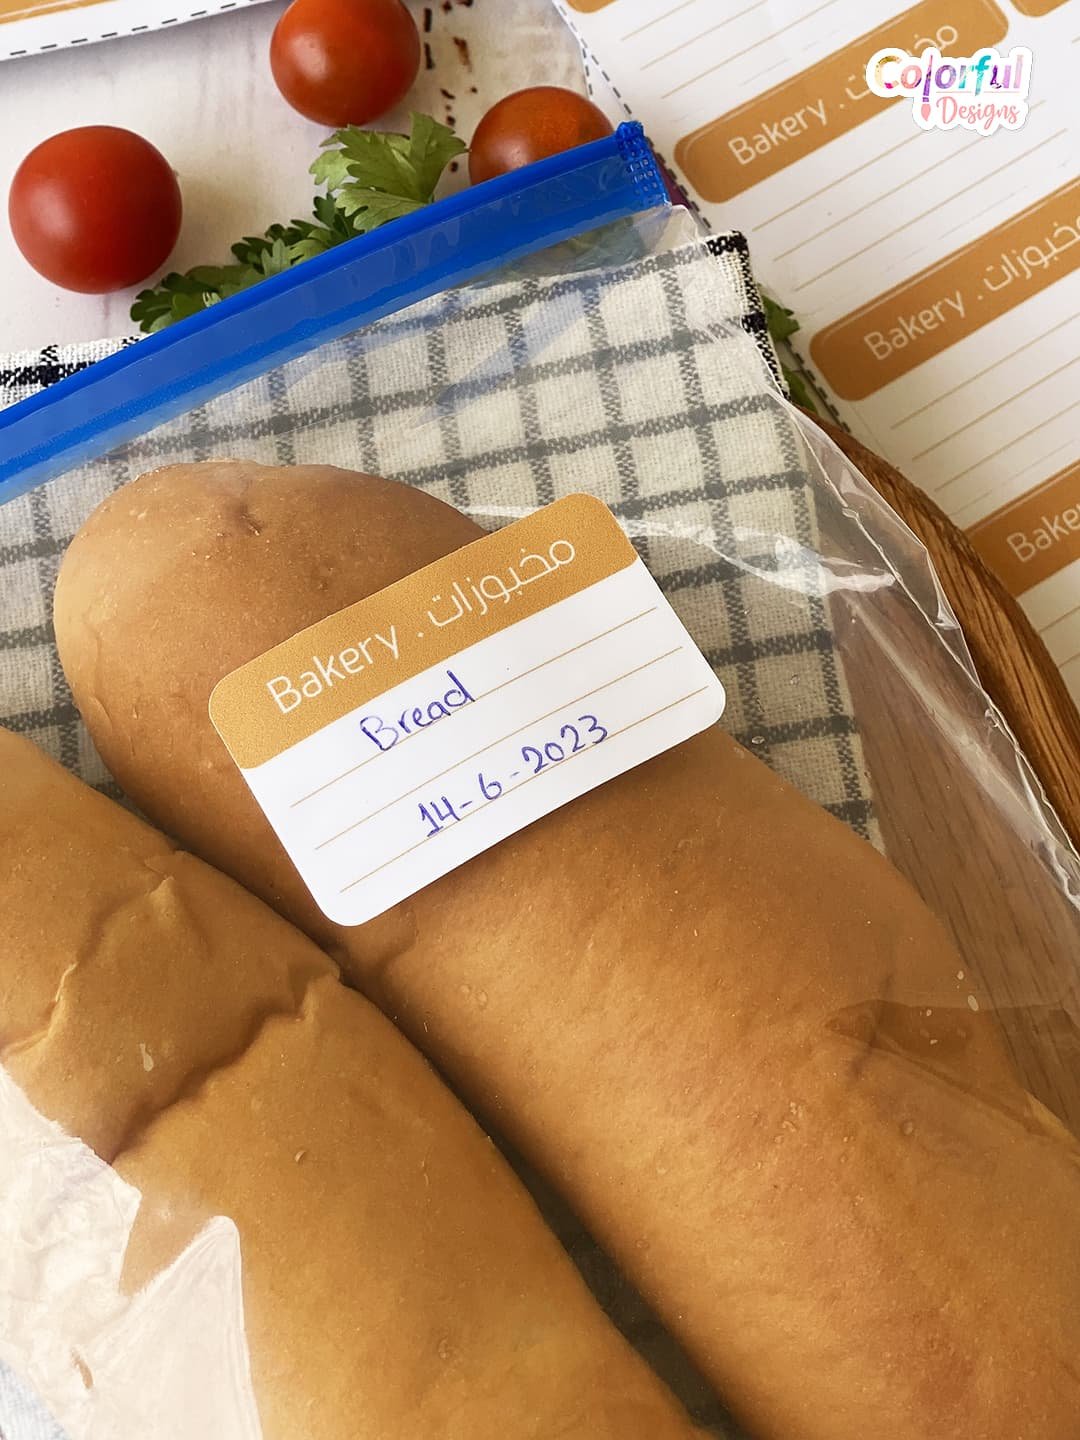 Colorful
Designs
Bakery . مخبوزات
Bakery . مخبوزات
Bakery
Bakery . مخبوزات
Bread
14-6-2023